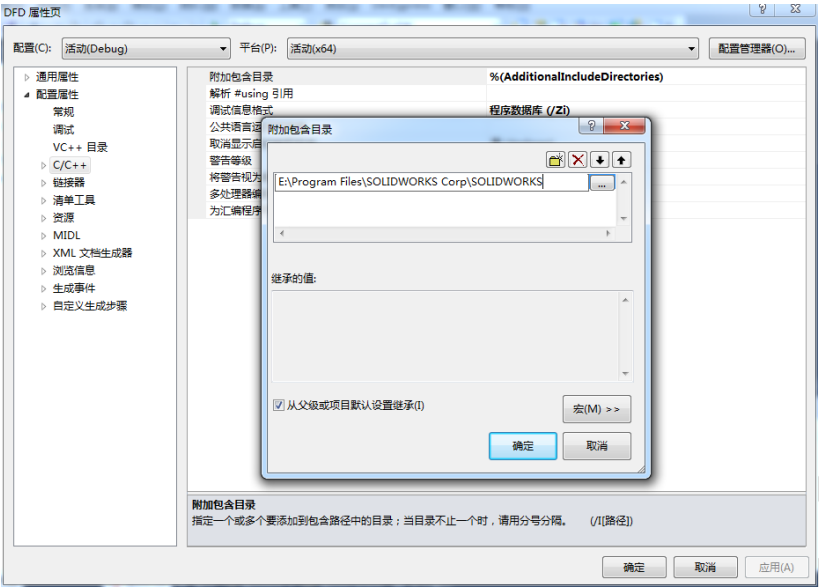 DFD 属性页
配置(C): 活动(Debug) 平台(P): 活动(x64) 配置管理器(O)...
通用属性
配置属性
常规
调试
VC++ 目录
C/C++
链接器
清单工具
资源
MIDL
XML 文档生成器
浏览信息
生成事件
自定义生成步骤
附加包含目录 %(AdditionalIncludeDirectories)
解析 #using 引用
调试信息格式 程序数据库 (/Zi)
公共语言运
取消显示启
警告等级
将警告视为
多处理器编
为汇编程序
附加包含目录
E:\Program Files\SOLIDWORKS Corp\SOLIDWORKS ...
继承的值:
从父级或项目默认设置继承(I)
宏(M) >>
确定 取消
附加包含目录
指定一个或多个要添加到包含路径中的目录；当目录不止一个时，请用分号分隔。 (/I[路径])
确定 取消 应用(A)